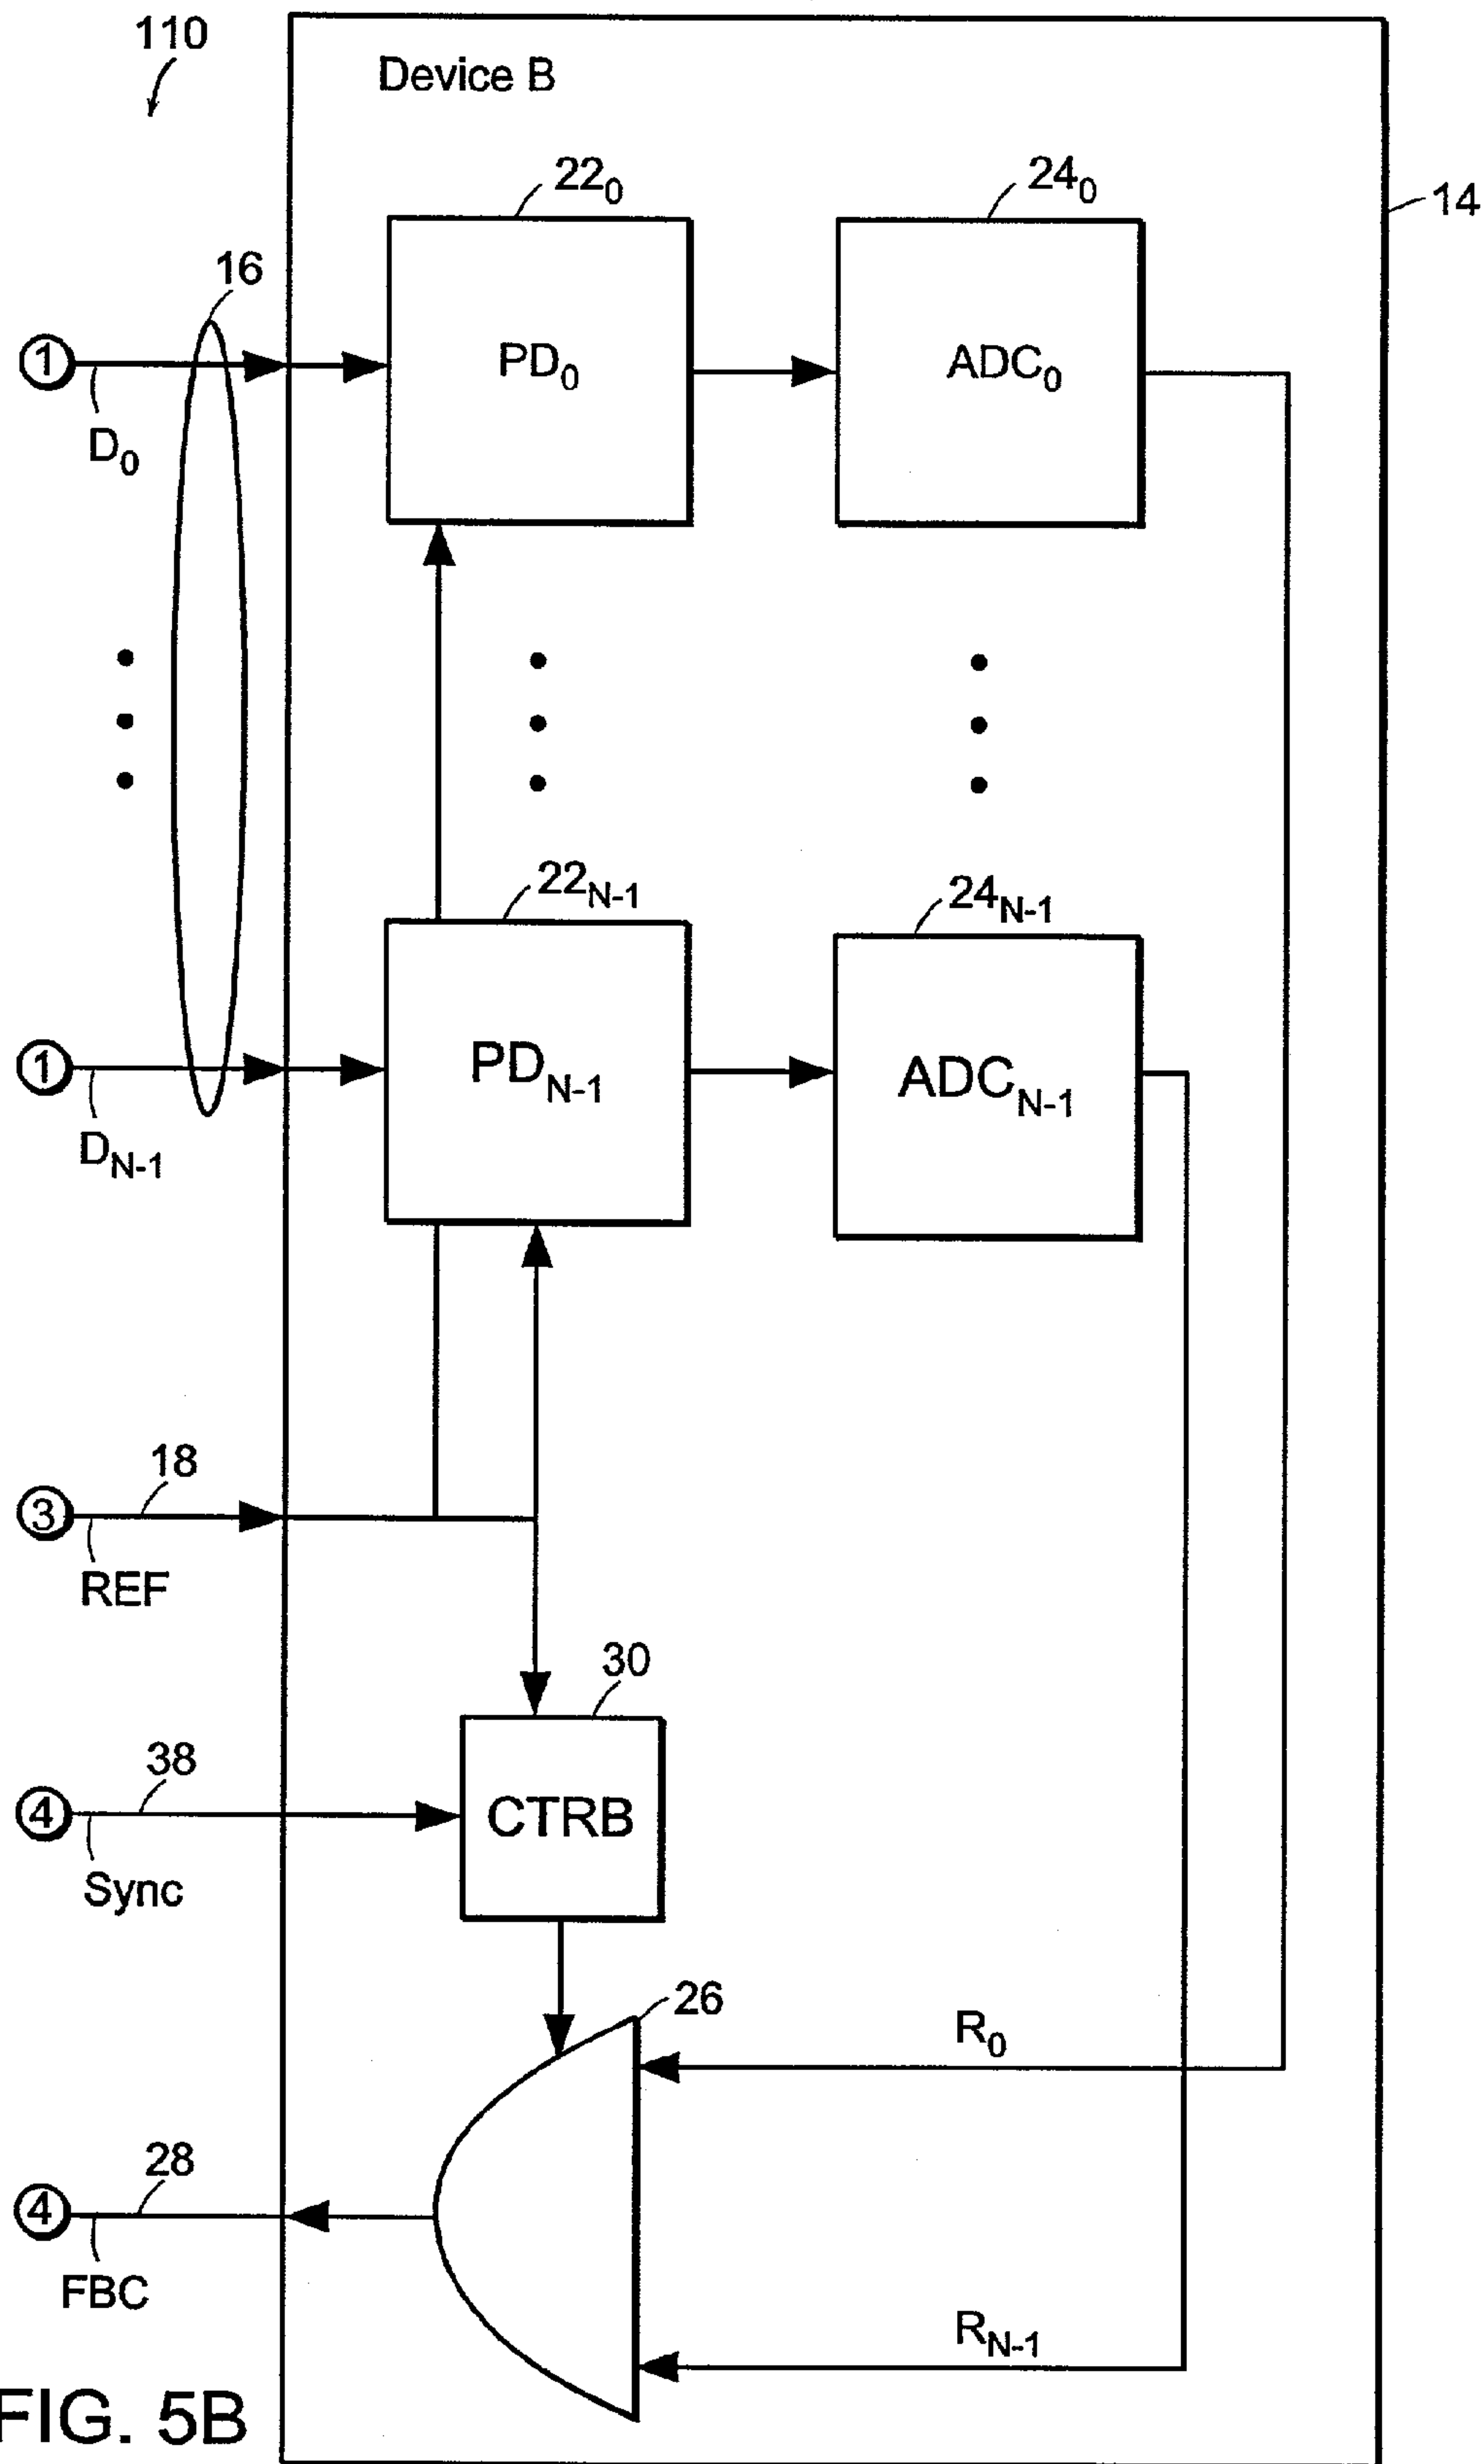 110
Device B
22₀
24₀
14
16
1
PD₀
ADC₀
D₀
22N-1
24N-1
1
PDN-1
ADCN-1
DN-1
18
3
REF
30
38
4
CTRB
Sync
26
R₀
28
4
FBC
RN-1
FIG. 5B